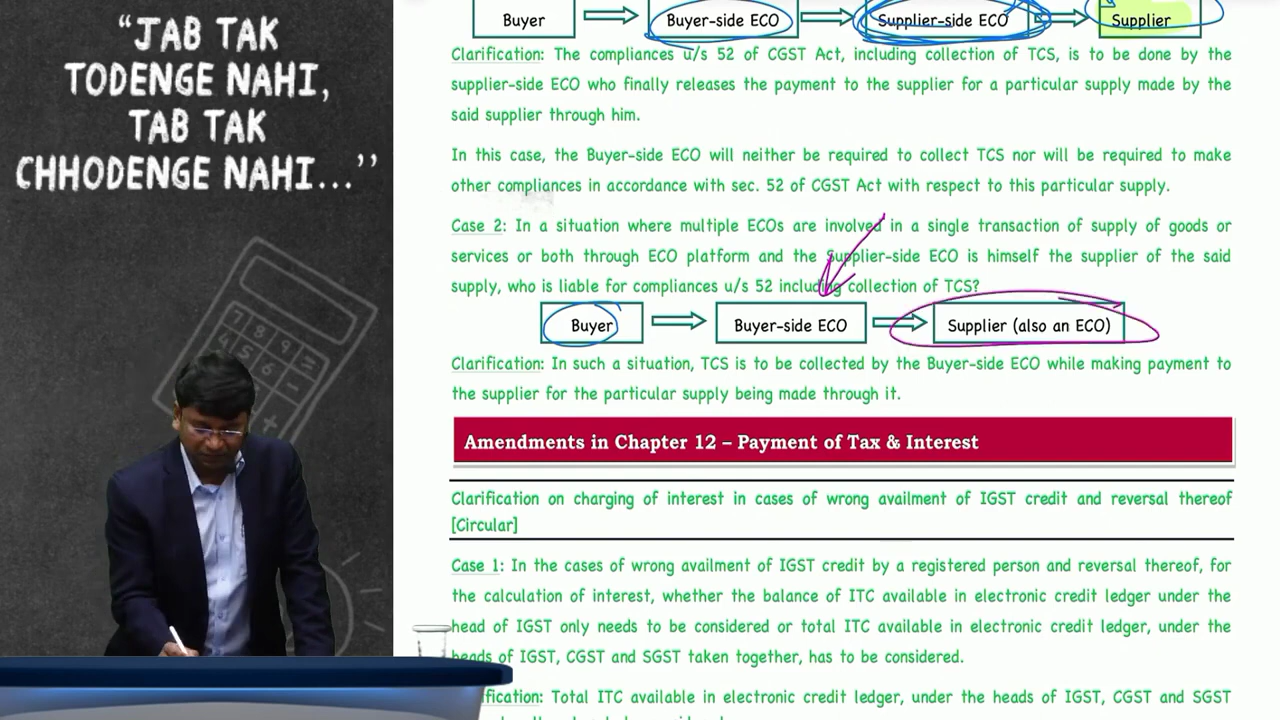 “JAB TAK
TODENGE NAHI,
TAB TAK
CHHODENGE NAHI...’’
Buyer
Buyer-side ECO
Supplier-side ECO
Supplier
Clarification: The compliances u/s 52 of CGST Act, including collection of TCS, is to be done by the
supplier-side ECO who finally releases the payment to the supplier for a particular supply made by the
said supplier through him.
In this case, the Buyer-side ECO will neither be required to collect TCS nor will be required to make
other compliances in accordance with sec. 52 of CGST Act with respect to this particular supply.
Case 2: In a situation where multiple ECOs are involved in a single transaction of supply of goods or
services or both through ECO platform and the Supplier-side ECO is himself the supplier of the said
supply, who is liable for compliances u/s 52 including collection of TCS?
Buyer
Buyer-side ECO
Supplier (also an ECO)
Clarification: In such a situation, TCS is to be collected by the Buyer-side ECO while making payment to
the supplier for the particular supply being made through it.
Amendments in Chapter 12 – Payment of Tax & Interest
Clarification on charging of interest in cases of wrong availment of IGST credit and reversal thereof
[Circular]
Case 1: In the cases of wrong availment of IGST credit by a registered person and reversal thereof, for
the calculation of interest, whether the balance of ITC available in electronic credit ledger under the
head of IGST only needs to be considered or total ITC available in electronic credit ledger, under the
heads of IGST, CGST and SGST taken together, has to be considered.
Total ITC available in electronic credit ledger, under the heads of IGST, CGST and SGST